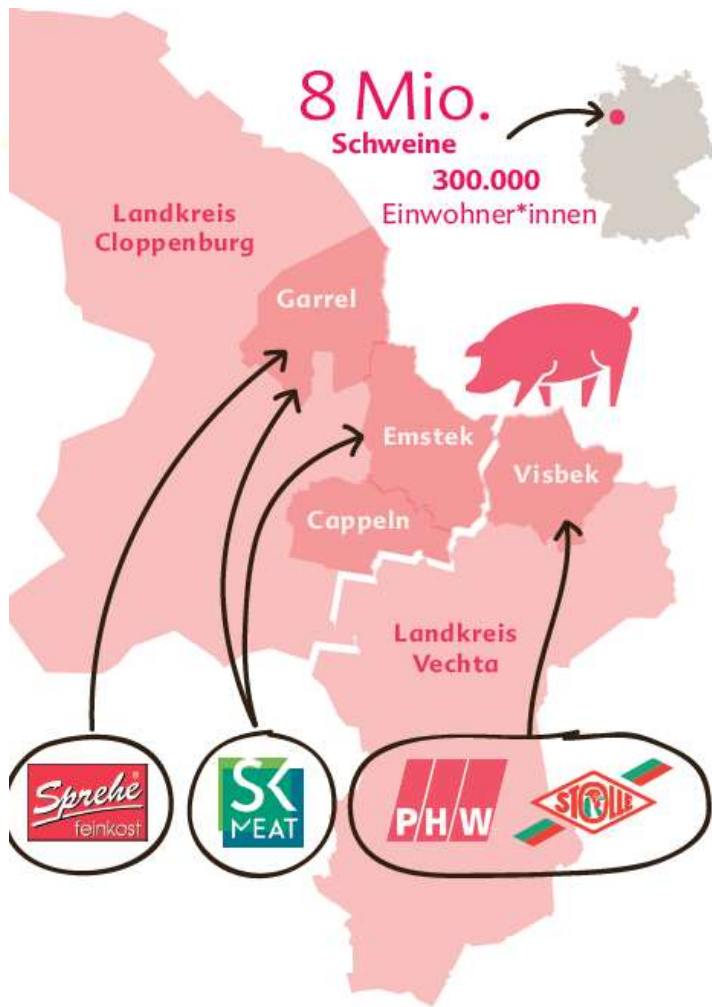 8 Mio.
Schweine
300.000
Einwohner*innen
Landkreis
Cloppenburg
Garrel
Emstek
Visbek
Cappeln
Landkreis
Vechta
Sprehe®
feinkost
SK
MEAT
PHW
STOLLE